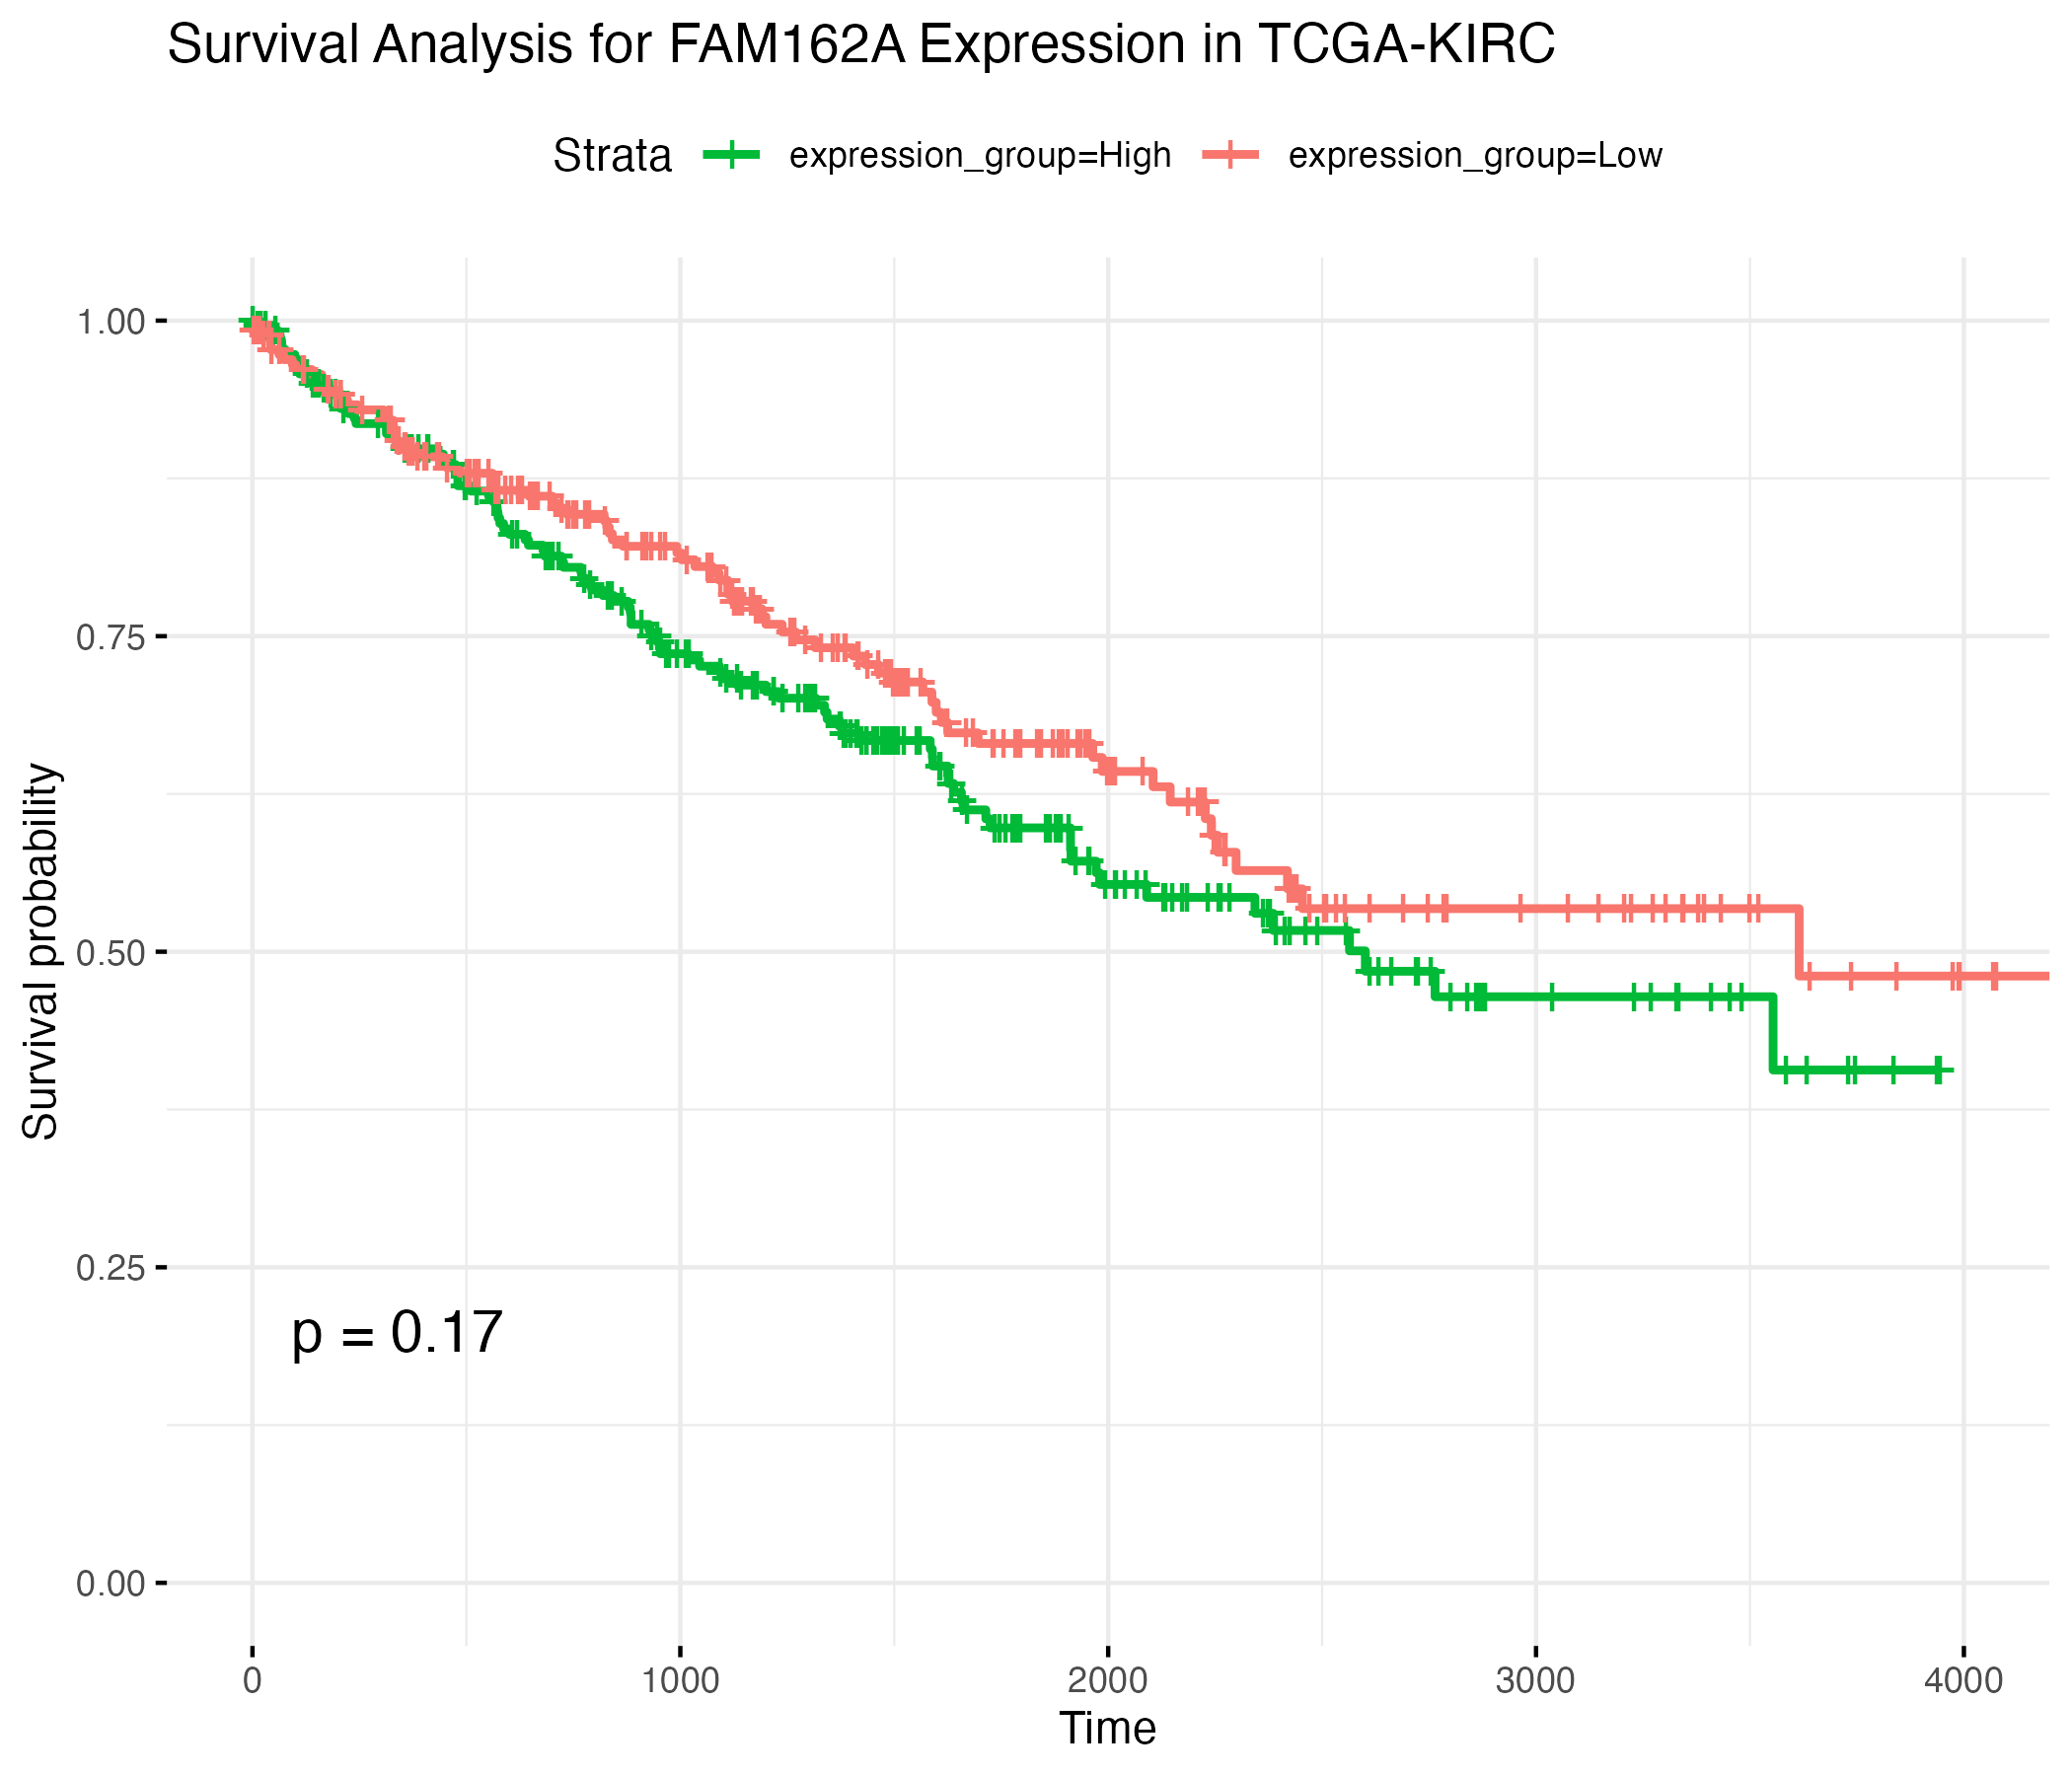 Survival Analysis for FAM162A Expression in TCGA-KIRC
Strata expression_group=High expression_group=Low
Survival probability
1.00
0.75
0.50
0.25
0.00
p = 0.17
0 1000 2000 3000 4000
Time